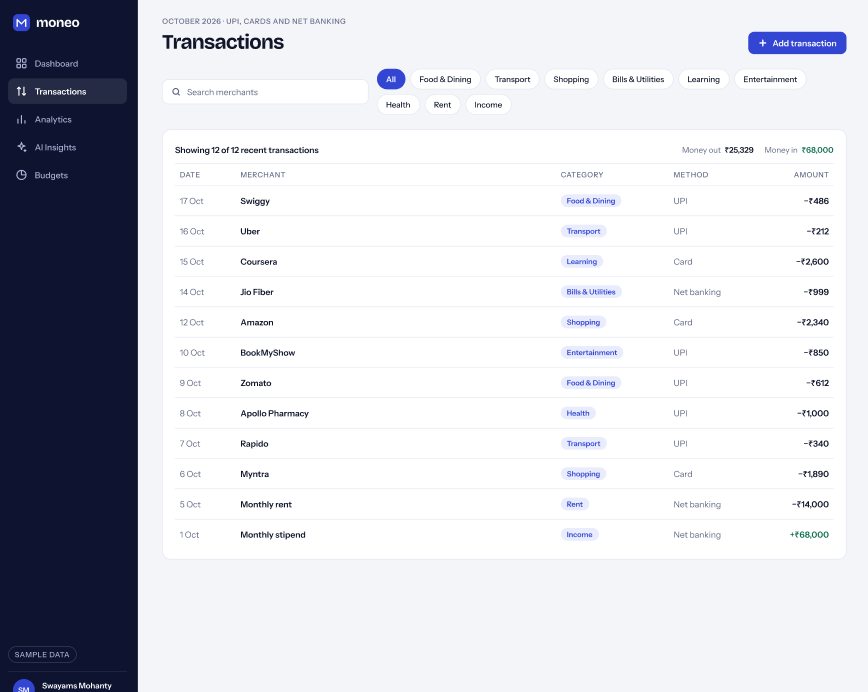 moneo
Dashboard
Transactions
Analytics
AI Insights
Budgets
SAMPLE DATA
SM
Swayams Mohanty
OCTOBER 2026 · UPI, CARDS AND NET BANKING
Transactions
+ Add transaction
Search merchants
All Food & Dining Transport Shopping Bills & Utilities Learning Entertainment
Health Rent Income
Showing 12 of 12 recent transactions Money out ₹25,329 Money in ₹68,000
DATE MERCHANT CATEGORY METHOD AMOUNT
17 Oct Swiggy Food & Dining UPI −₹486
16 Oct Uber Transport UPI −₹212
15 Oct Coursera Learning Card −₹2,600
14 Oct Jio Fiber Bills & Utilities Net banking −₹999
12 Oct Amazon Shopping Card −₹2,340
10 Oct BookMyShow Entertainment UPI −₹850
9 Oct Zomato Food & Dining UPI −₹612
8 Oct Apollo Pharmacy Health UPI −₹1,000
7 Oct Rapido Transport UPI −₹340
6 Oct Myntra Shopping Card −₹1,890
5 Oct Monthly rent Rent Net banking −₹14,000
1 Oct Monthly stipend Income Net banking +₹68,000